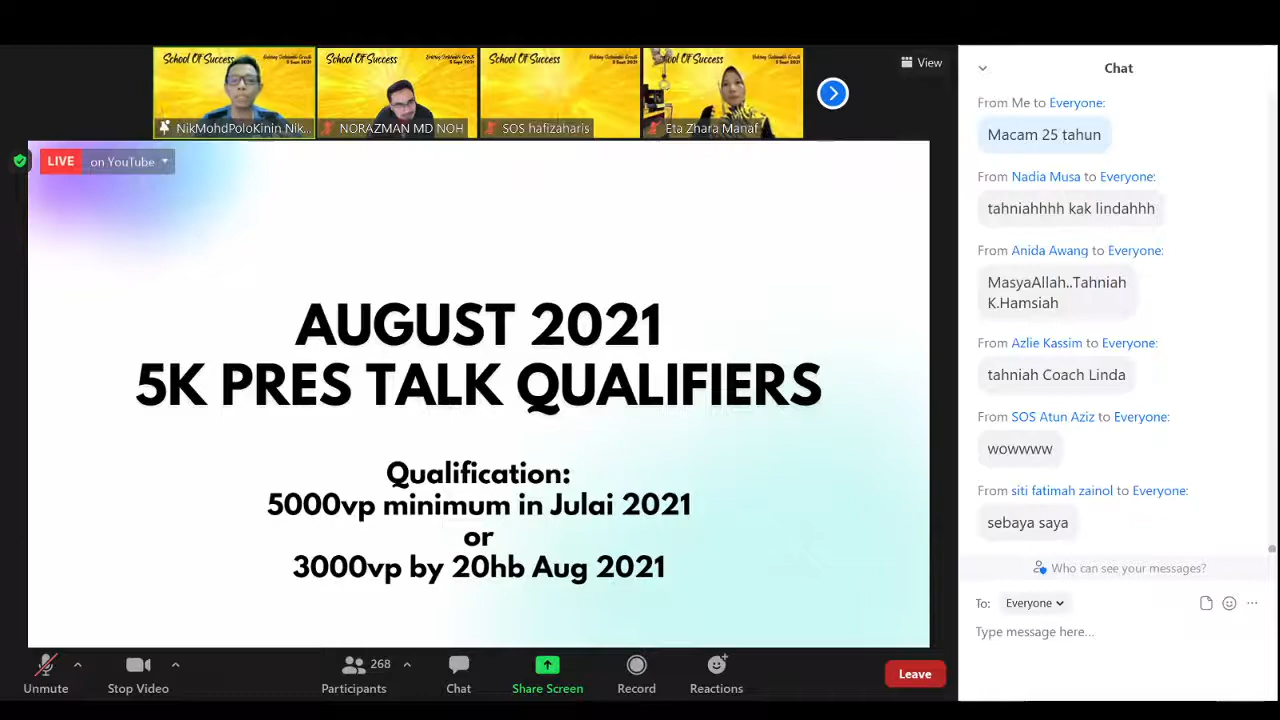 School Of Success
NikMohdPoloKinin Nik...
School Of Success
NORAZMAN MD NOH
School Of Success
SOS hafizaharis
ool Of Success
Eta Zhara Manaf
View
LIVE on YouTube
AUGUST 2021
5K PRES TALK QUALIFIERS
Qualification:
5000vp minimum in Julai 2021
or
3000vp by 20hb Aug 2021
Unmute
Stop Video
268
Participants
Chat
Share Screen
Record
Reactions
Leave
Chat
From Me to Everyone:
Macam 25 tahun
From Nadia Musa to Everyone:
tahniahhhh kak lindahhh
From Anida Awang to Everyone:
MasyaAllah..Tahniah
K.Hamsiah
From Azlie Kassim to Everyone:
tahniah Coach Linda
From SOS Atun Aziz to Everyone:
wowwww
From siti fatimah zainol to Everyone:
sebaya saya
Who can see your messages?
To: Everyone
Type message here...